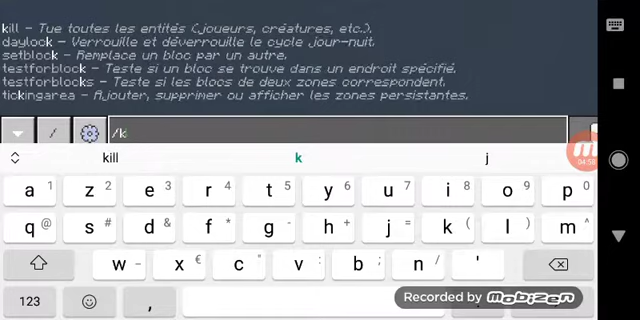 kill – Tue toutes les entités (joueurs, créatures, etc.).
daylock – Verrouille et déverrouille le cycle jour-nuit.
setblock – Remplace un bloc par un autre.
testforblock – Teste si un bloc se trouve dans un endroit spécifié.
testforblocks – Teste si les blocs de deux zones correspondent.
tickingarea – Ajouter, supprimer ou afficher les zones persistantes.
/ /k
04:58
kill k j
a 1 z 2 e 3 r 4 t 5 y 6 u 7 i 8 o 9 p 0
q @ s # d & f * g - h + j = k ( l ) m ^
w x € c " v : b ; n / '
123 ,
Recorded by mobizen